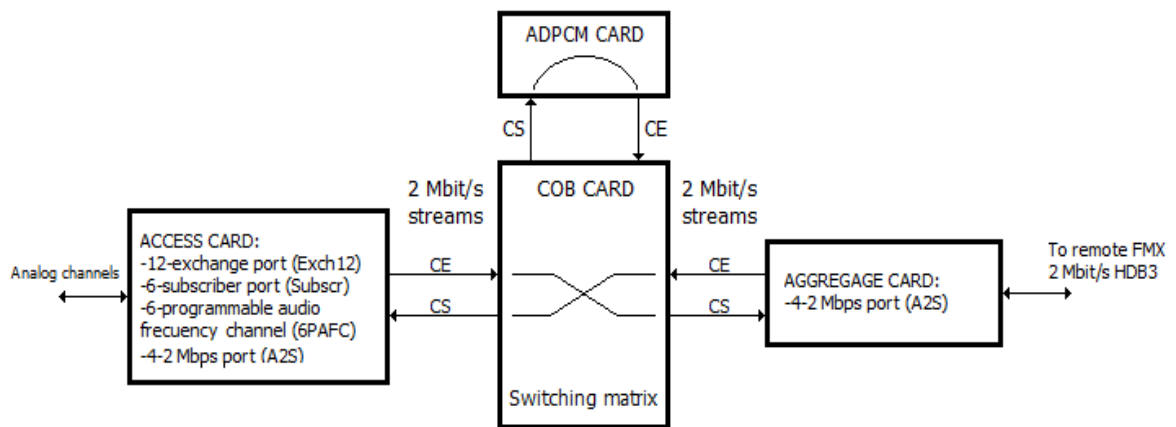 ADPCM CARD
CS
CE
2 Mbit/s
streams
COB CARD
2 Mbit/s
streams
Analog channels
ACCESS CARD:
-12-exchange port (Exch12)
-6-subscriber port (Subscr)
-6-programmable audio
frecuency channel (6PAFC)
-4-2 Mbps port (A2S)
CE
CS
CE
CS
AGGREGAGE CARD:
-4-2 Mbps port (A2S)
To remote FMX
2 Mbit/s HDB3
Switching matrix